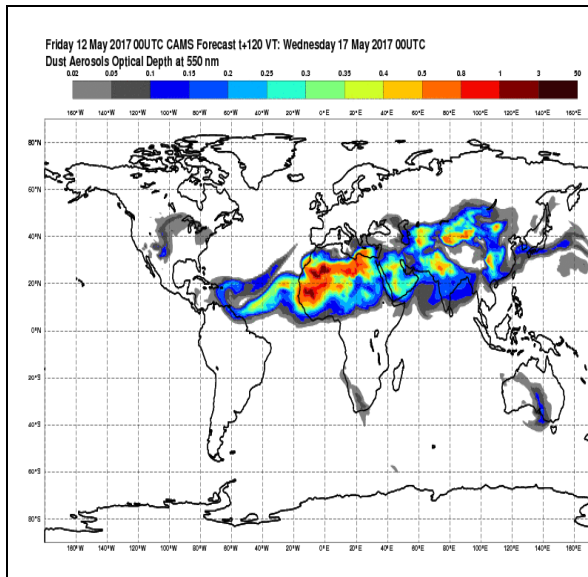 Friday 12 May 2017 00UTC CAMS Forecast t+120 VT: Wednesday 17 May 2017 00UTC
Dust Aerosols Optical Depth at 550 nm
0.02 0.05 0.1 0.15 0.2 0.25 0.3 0.35 0.4 0.5 0.8 1 3 50
160°W 140°W 120°W 100°W 80°W 60°W 40°W 20°W 0°E 20°E 40°E 60°E 80°E 100°E 120°E 140°E 160°E
80°N
60°N
40°N
20°N
0°N
20°S
40°S
60°S
80°S
160°W 140°W 120°W 100°W 80°W 60°W 40°W 20°W 0°E 20°E 40°E 60°E 80°E 100°E 120°E 140°E 160°E